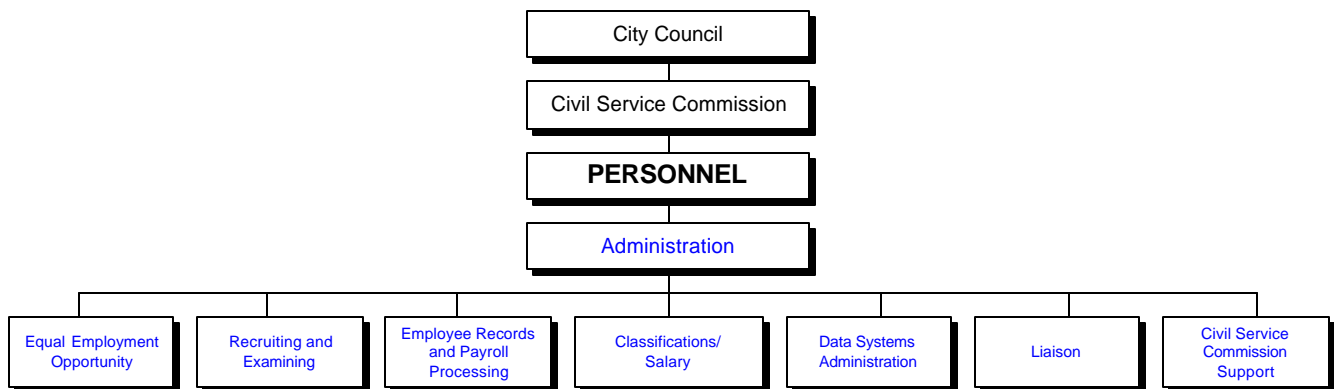 City Council
Civil Service Commission
PERSONNEL
Administration
Equal Employment
Opportunity
Recruiting and
Examining
Employee Records
and Payroll
Processing
Classifications/
Salary
Data Systems
Administration
Liaison
Civil Service
Commission
Support